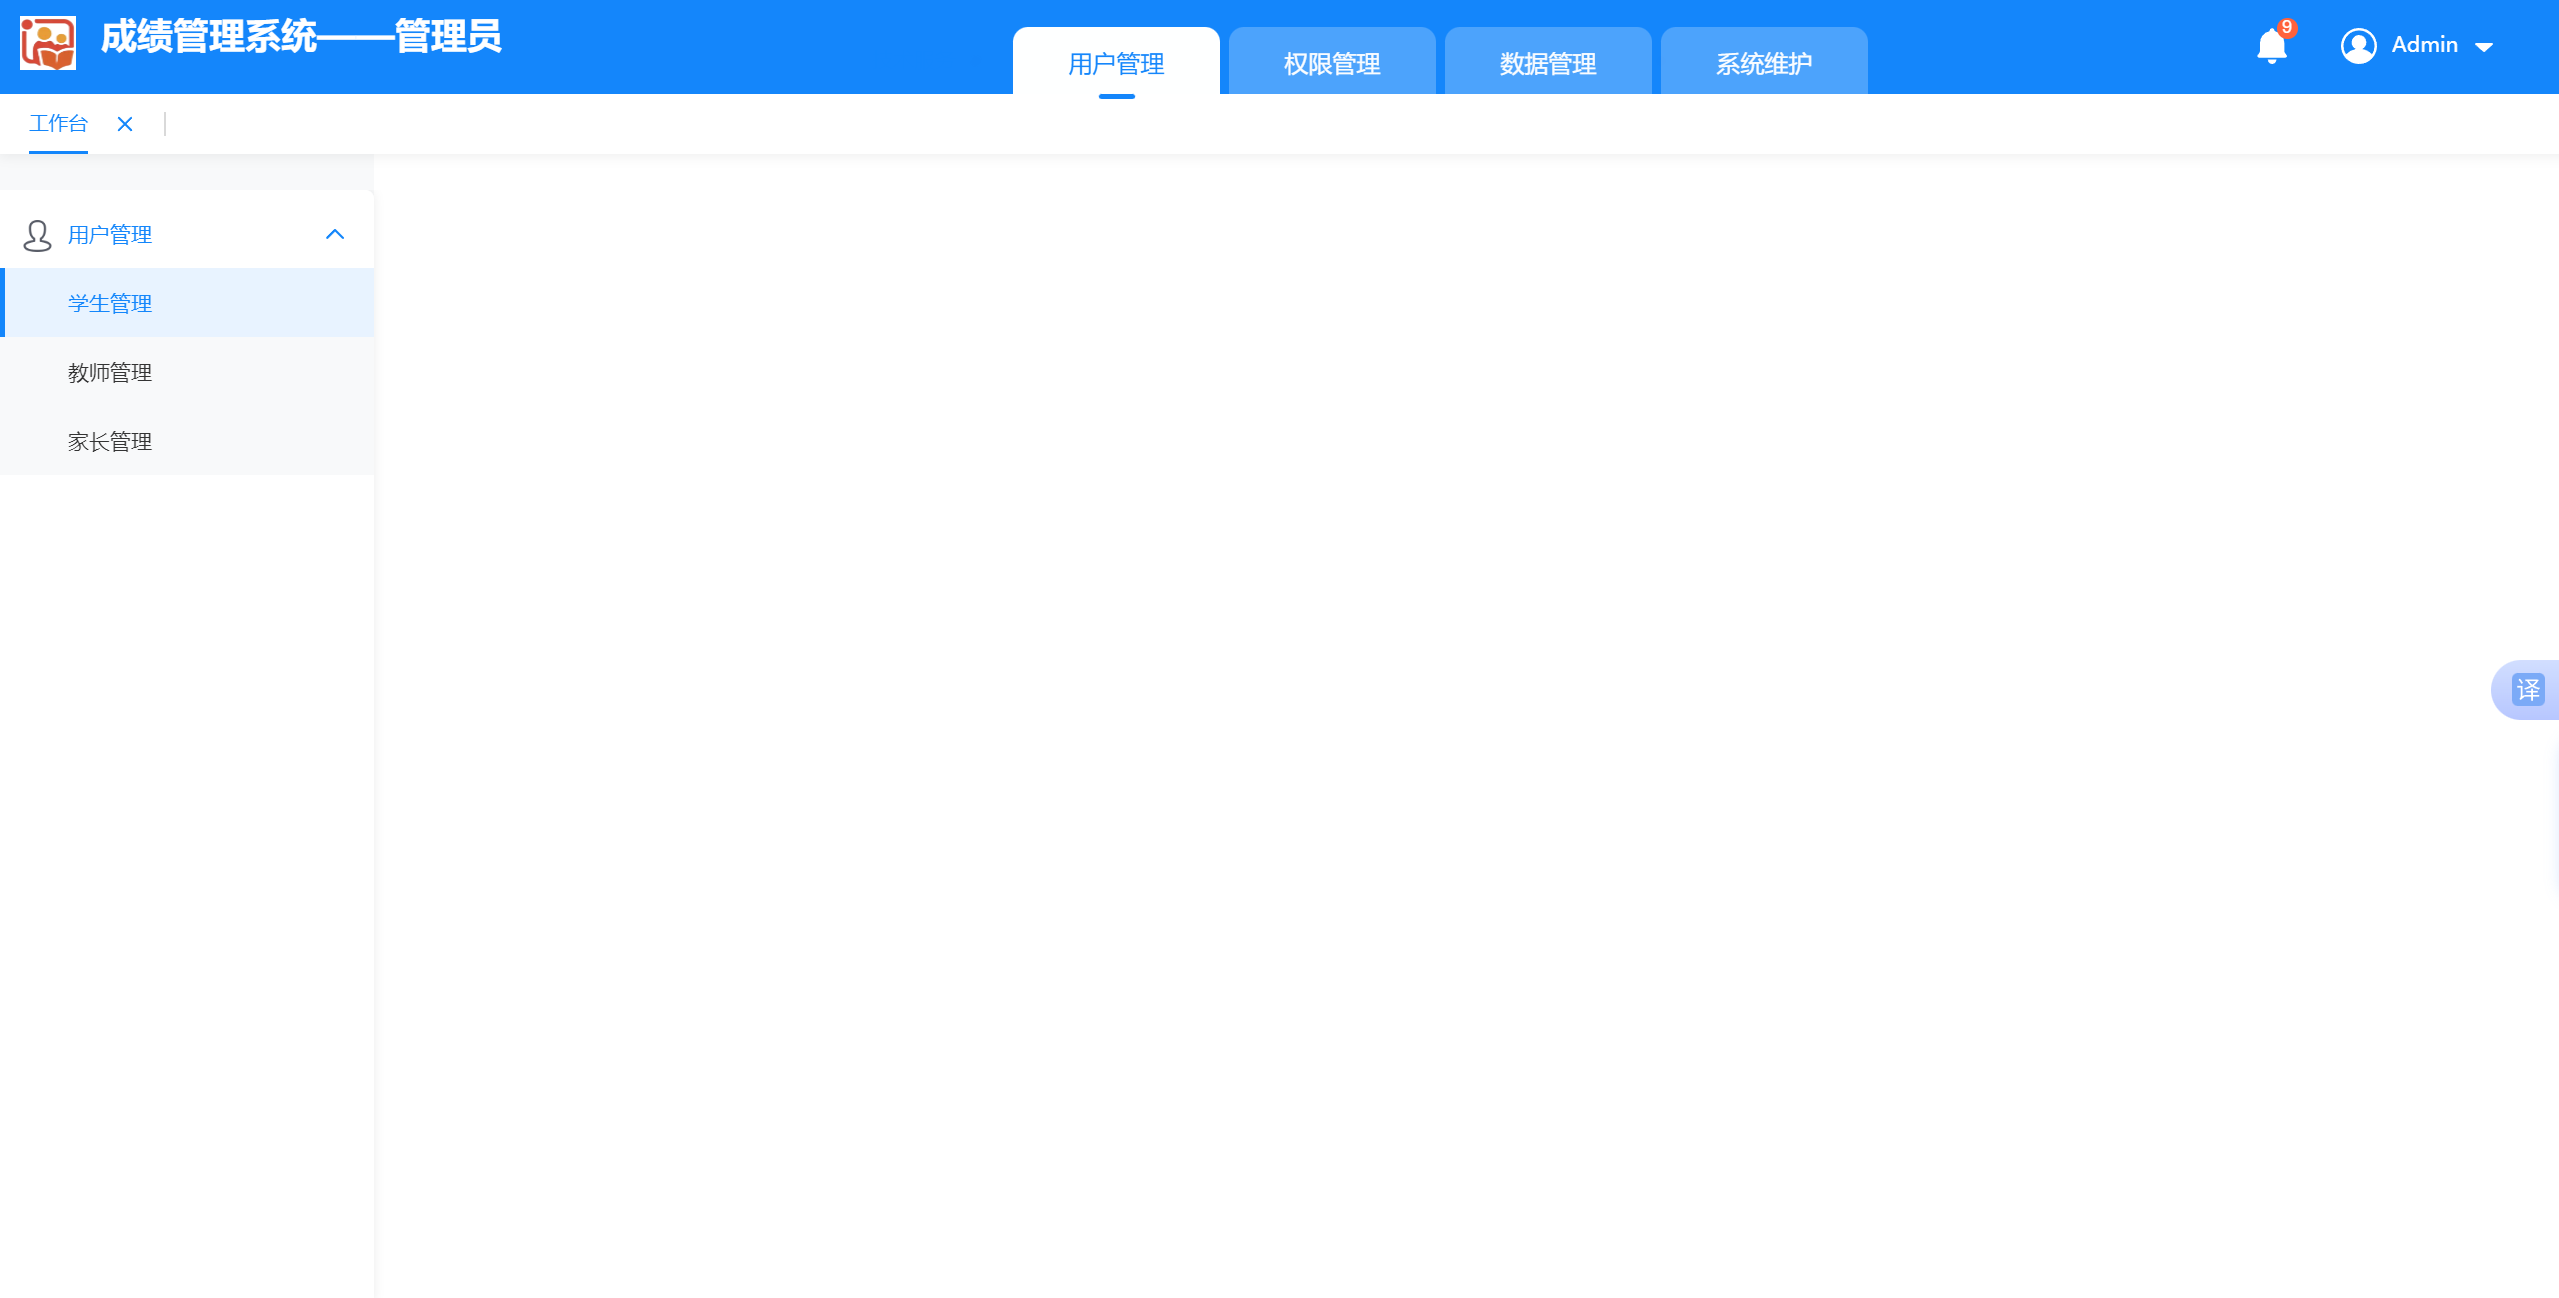 成绩管理系统——管理员
用户管理
权限管理
数据管理
系统维护
9
Admin
工作台
用户管理
学生管理
教师管理
家长管理
译